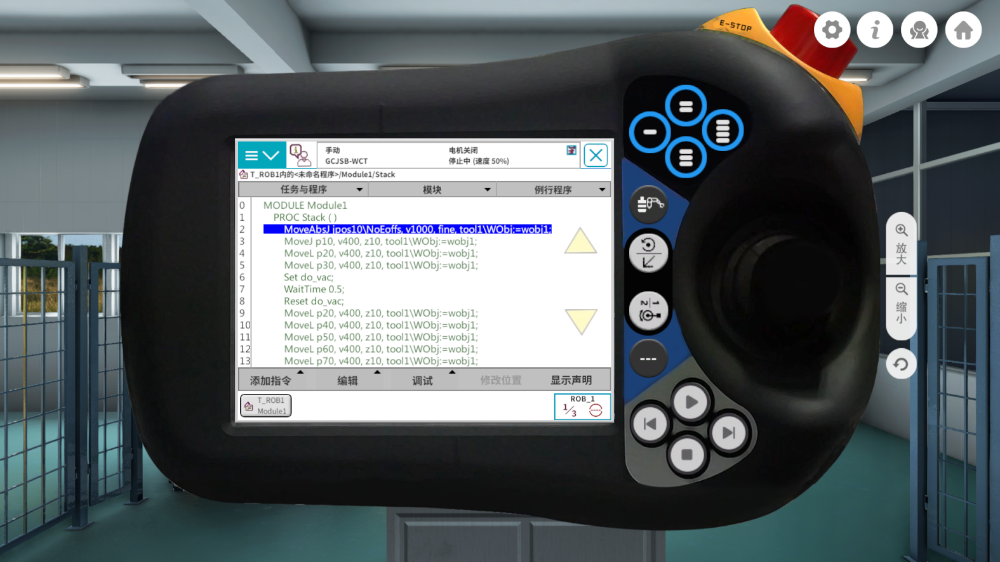 E-STOP
手动
GCJSB-WCT
电机关闭
停止中 (速度 50%)
T_ROB1内的<未命名程序>/Module1/Stack
任务与程序
模块
例行程序
0 MODULE Module1
1 PROC Stack ( )
2 MoveAbsJ jpos10\NoEoffs, v1000, fine, tool1\WObj:=wobj1;
3 MoveJ p10, v400, z10, tool1\WObj:=wobj1;
4 MoveL p20, v400, z10, tool1\WObj:=wobj1;
5 MoveL p30, v400, z10, tool1\WObj:=wobj1;
6 Set do_vac;
7 WaitTime 0.5;
8 Reset do_vac;
9 MoveL p20, v400, z10, tool1\WObj:=wobj1;
10 MoveL p40, v400, z10, tool1\WObj:=wobj1;
11 MoveL p50, v400, z10, tool1\WObj:=wobj1;
12 MoveL p60, v400, z10, tool1\WObj:=wobj1;
13 MoveL p70, v400, z10, tool1\WObj:=wobj1;
添加指令
编辑
调试
修改位置
显示声明
T_ROB1
Module1
ROB_1
1/3
放大
缩小